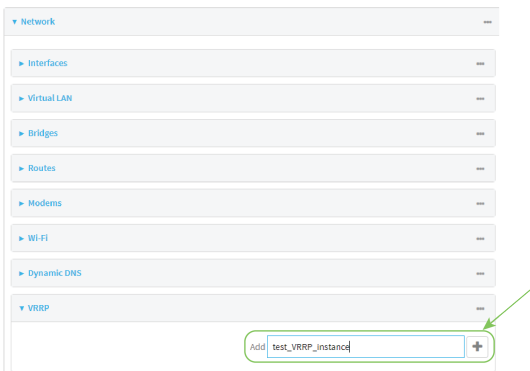 Network
Interfaces
Virtual LAN
Bridges
Routes
Modems
Wi-Fi
Dynamic DNS
VRRP
Add test_VRRP_instance